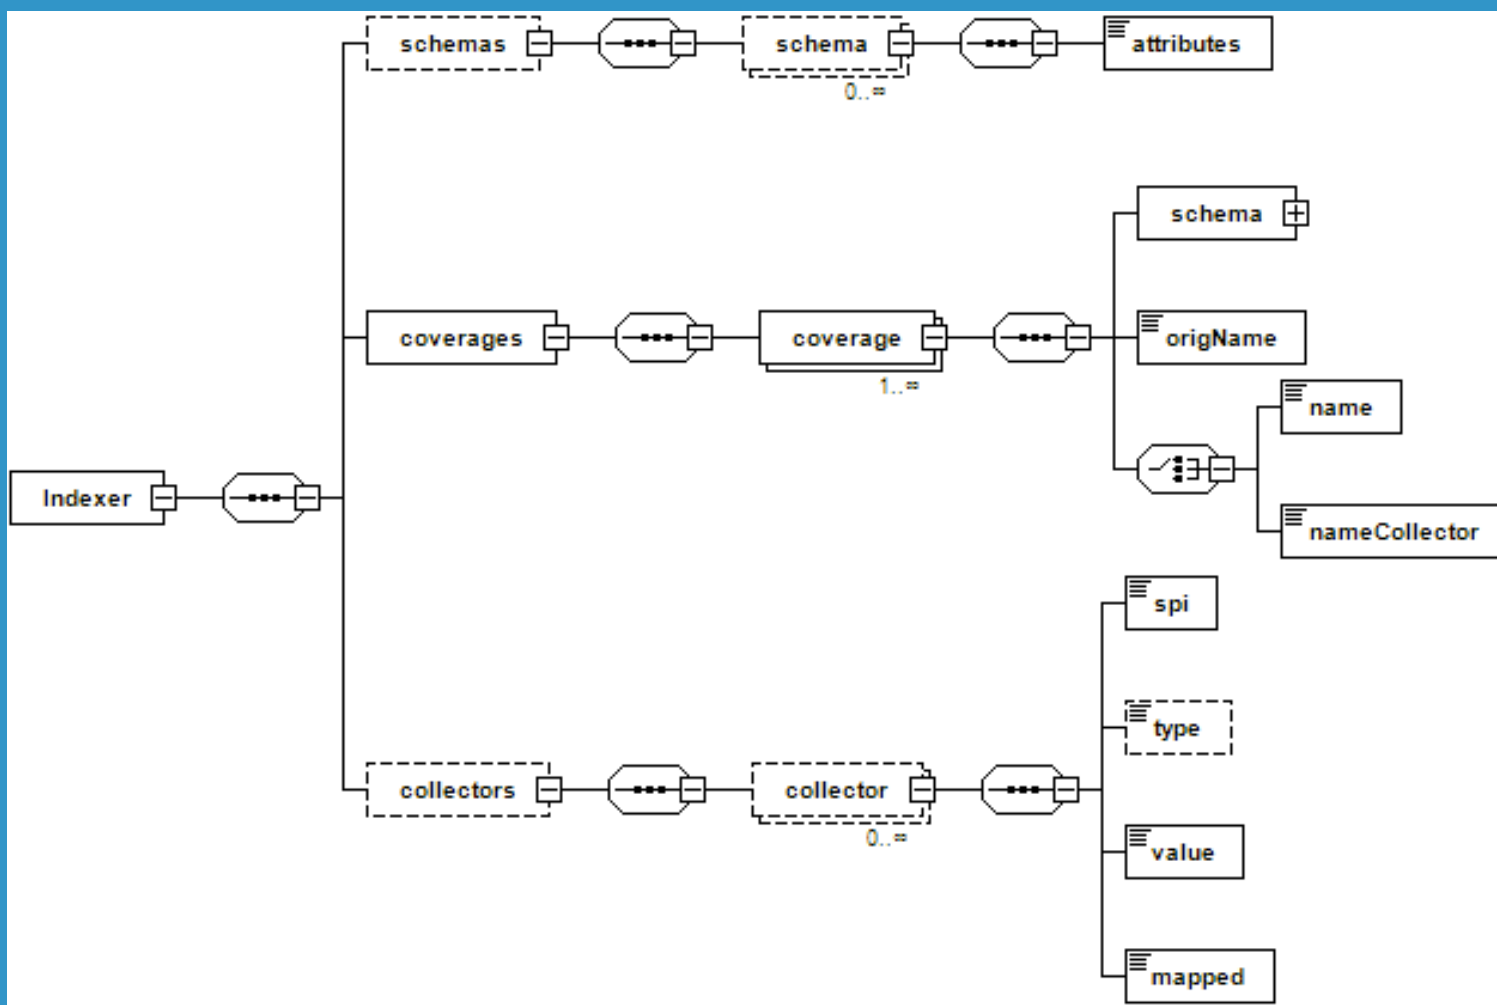 schemas
schema
attributes
0..∞
schema
coverages
coverage
origName
1..∞
name
Indexer
nameCollector
spi
type
collectors
collector
0..∞
value
mapped